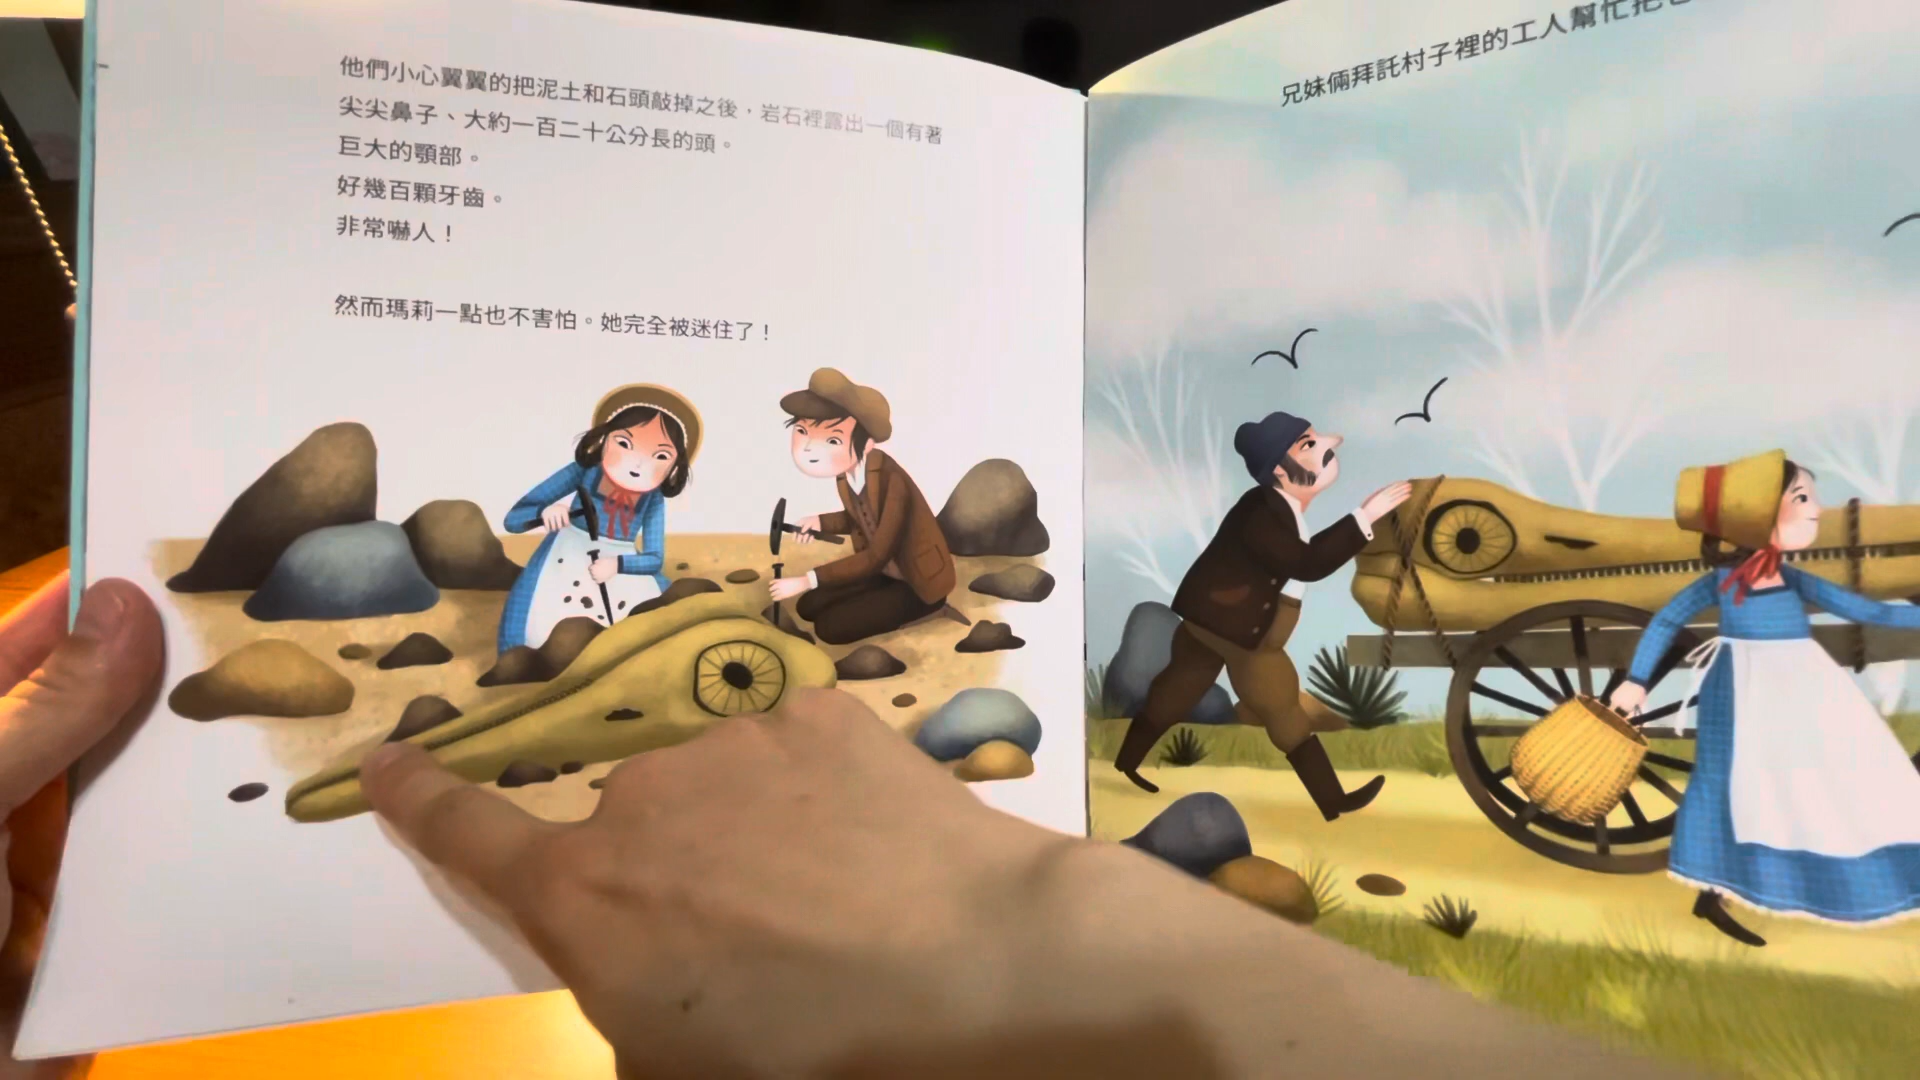 他們小心翼翼的把泥土和石頭敲掉之後，岩石裡露出一個有著
尖尖鼻子、大約一百二十公分長的頭。
巨大的顎部。
好幾百顆牙齒。
非常嚇人！
然而瑪莉一點也不害怕。她完全被迷住了！
兄妹倆拜託村子裡的工人幫忙把